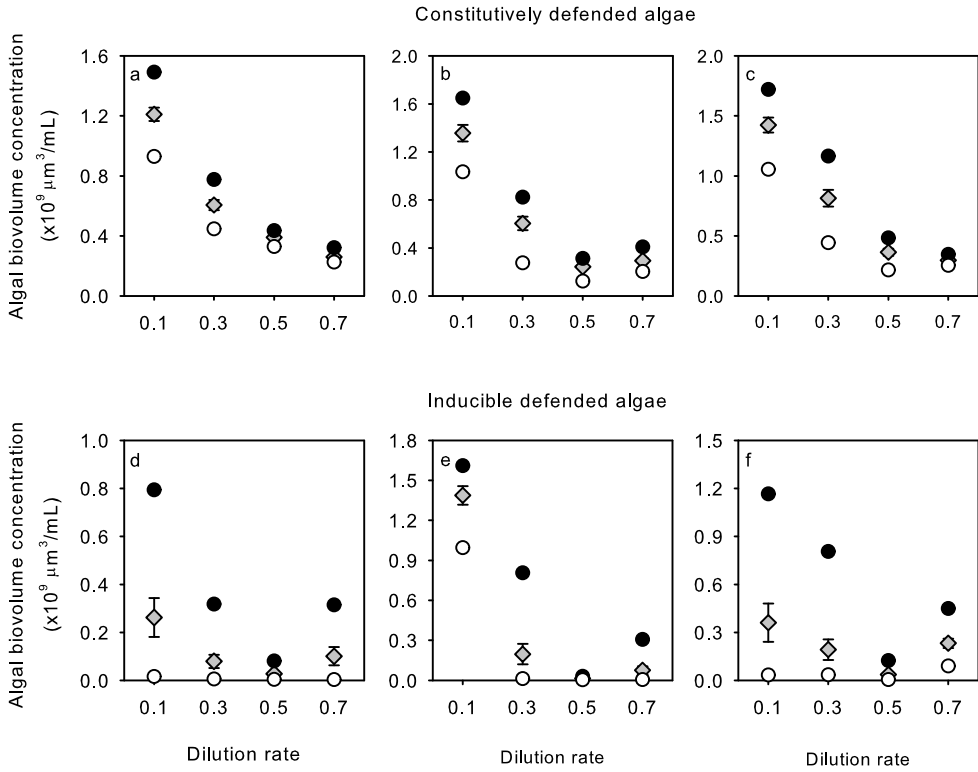 Constitutively defended algae
Algal biovolume concentration
(x10⁹ µm³/mL)
a
1.6
1.2
0.8
0.4
0.0
0.1 0.3 0.5 0.7
b
2.0
1.6
1.2
0.8
0.4
0.0
0.1 0.3 0.5 0.7
c
2.0
1.5
1.0
0.5
0.0
0.1 0.3 0.5 0.7
Inducible defended algae
Algal biovolume concentration
(x10⁹ µm³/mL)
d
1.0
0.8
0.6
0.4
0.2
0.0
0.1 0.3 0.5 0.7
Dilution rate
e
1.8
1.5
1.2
0.9
0.6
0.3
0.0
0.1 0.3 0.5 0.7
Dilution rate
f
1.5
1.2
0.9
0.6
0.3
0.0
0.1 0.3 0.5 0.7
Dilution rate